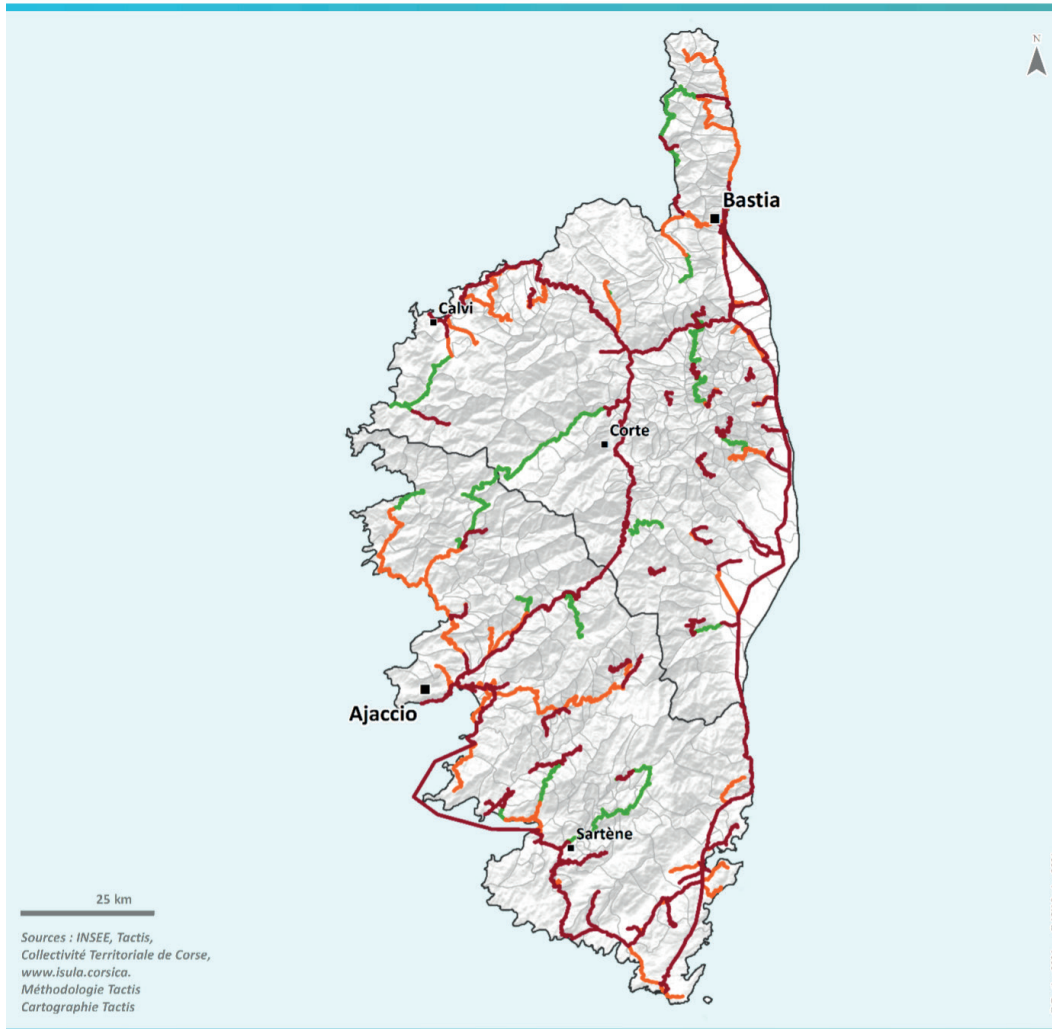 N
Bastia
Calvi
Corte
Ajaccio
Sartène
25 km
Sources : INSEE, Tactis,
Collectivité Territoriale de Corse,
www.isula.corsica.
Méthodologie Tactis
Cartographie Tactis